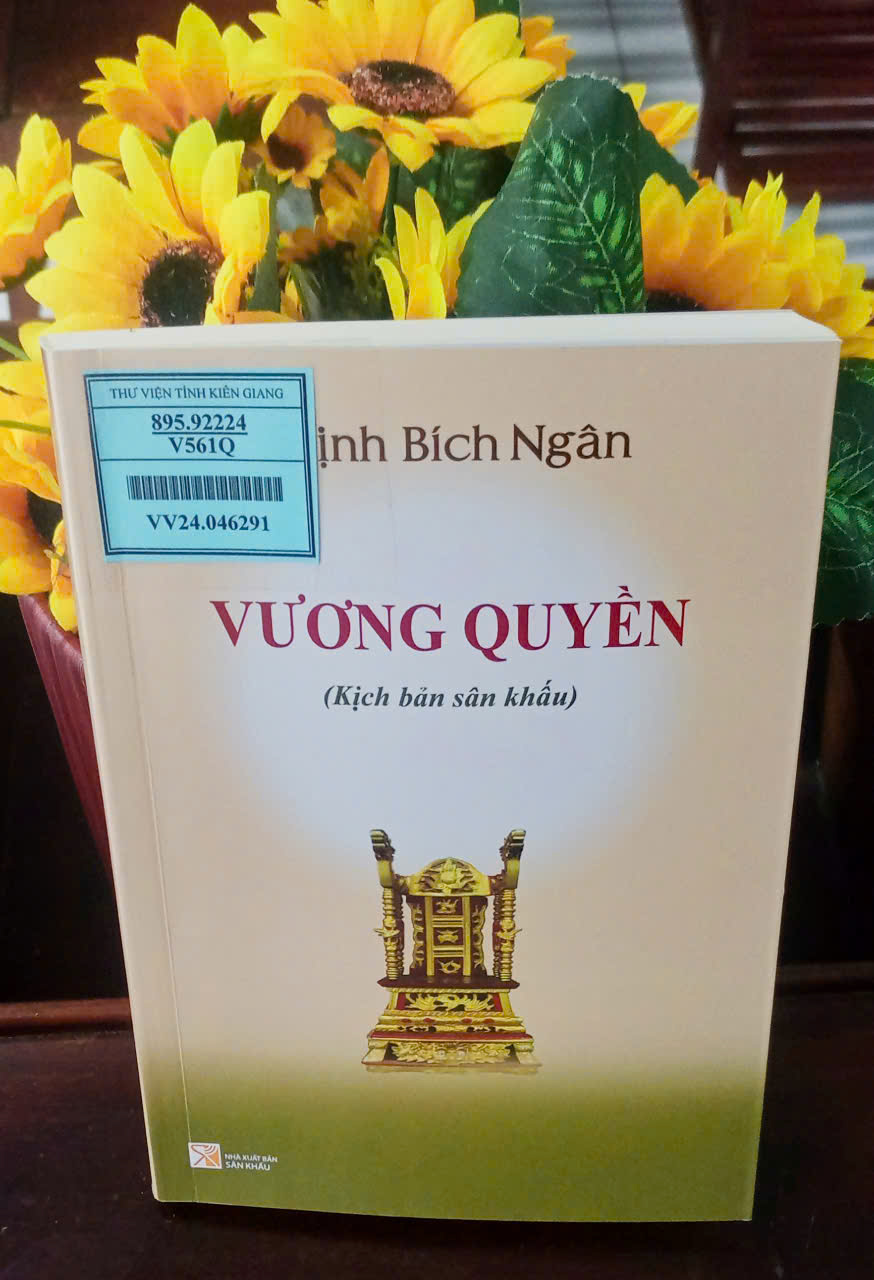 THƯ VIỆN TỈNH KIÊN GIANG
895.92224
V561Q
VV24.046291
ịnh Bích Ngân
VƯƠNG QUYỀN
(Kịch bản sân khấu)
NHÀ XUẤT BẢN
SÂN KHẤU